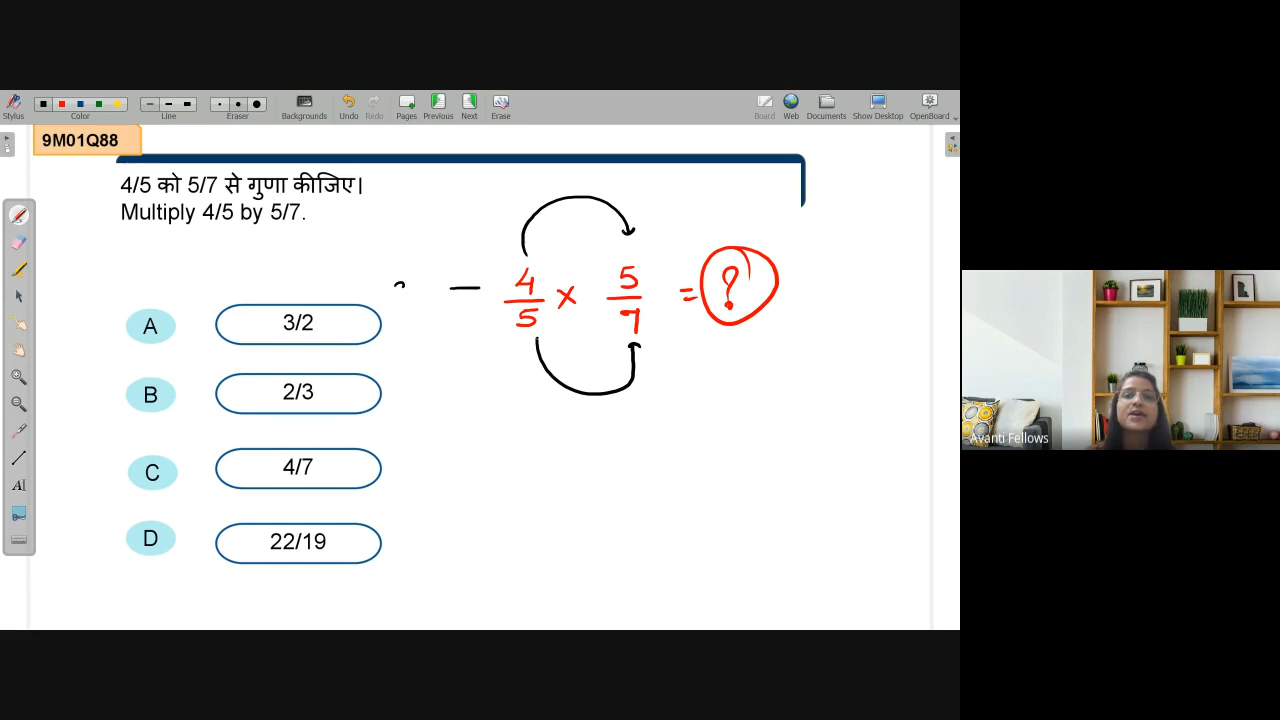 Stylus
Color
Line
Eraser
Backgrounds
Undo
Redo
Pages
Previous
Next
Erase
Board
Web
Documents
Show Desktop
OpenBoard
9M01Q88
4/5 को 5/7 से गुणा कीजिए।
Multiply 4/5 by 5/7.
4/5 × 5/7 = ?
A 3/2
B 2/3
C 4/7
D 22/19
AI
Avanti Fellows